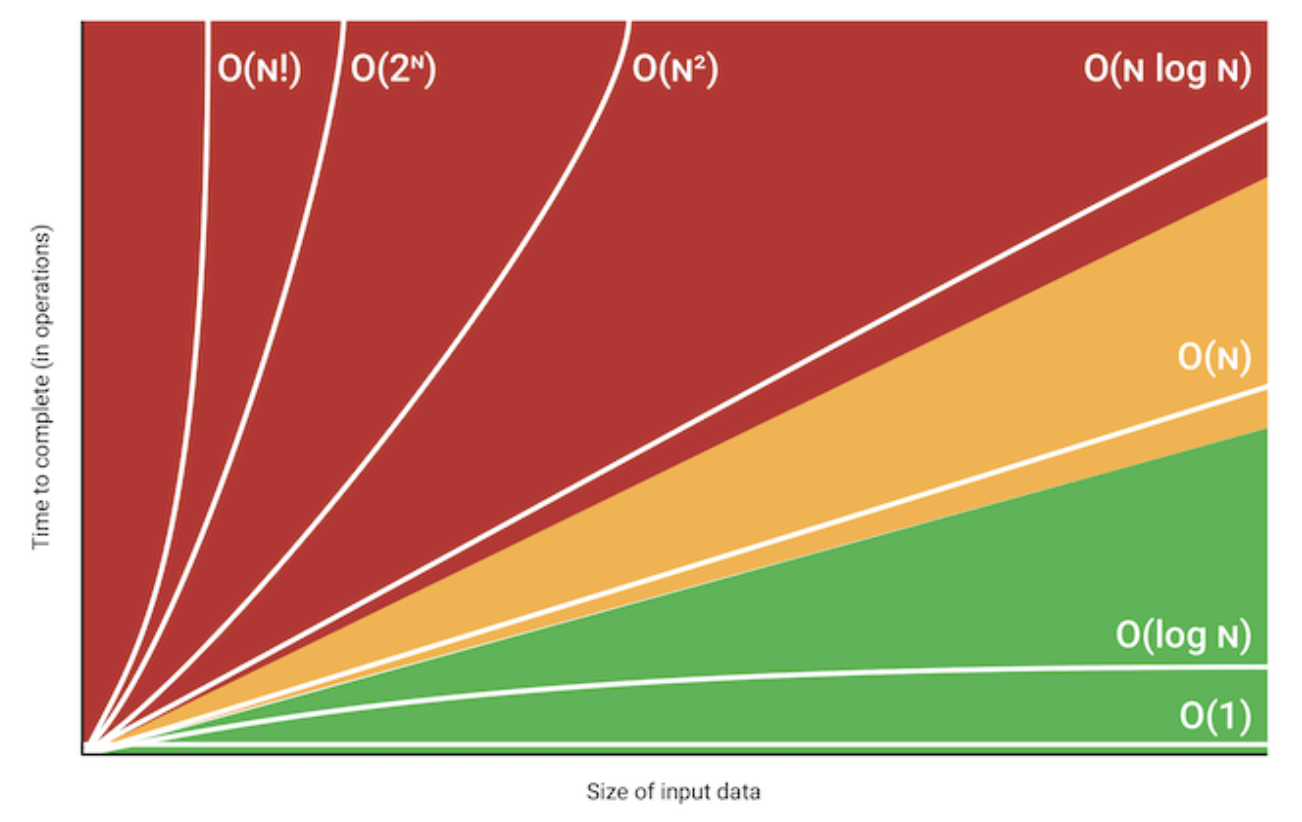 O(N!)
O(2ᴺ)
O(N²)
O(N log N)
O(N)
O(log N)
O(1)
Time to complete (in operations)
Size of input data